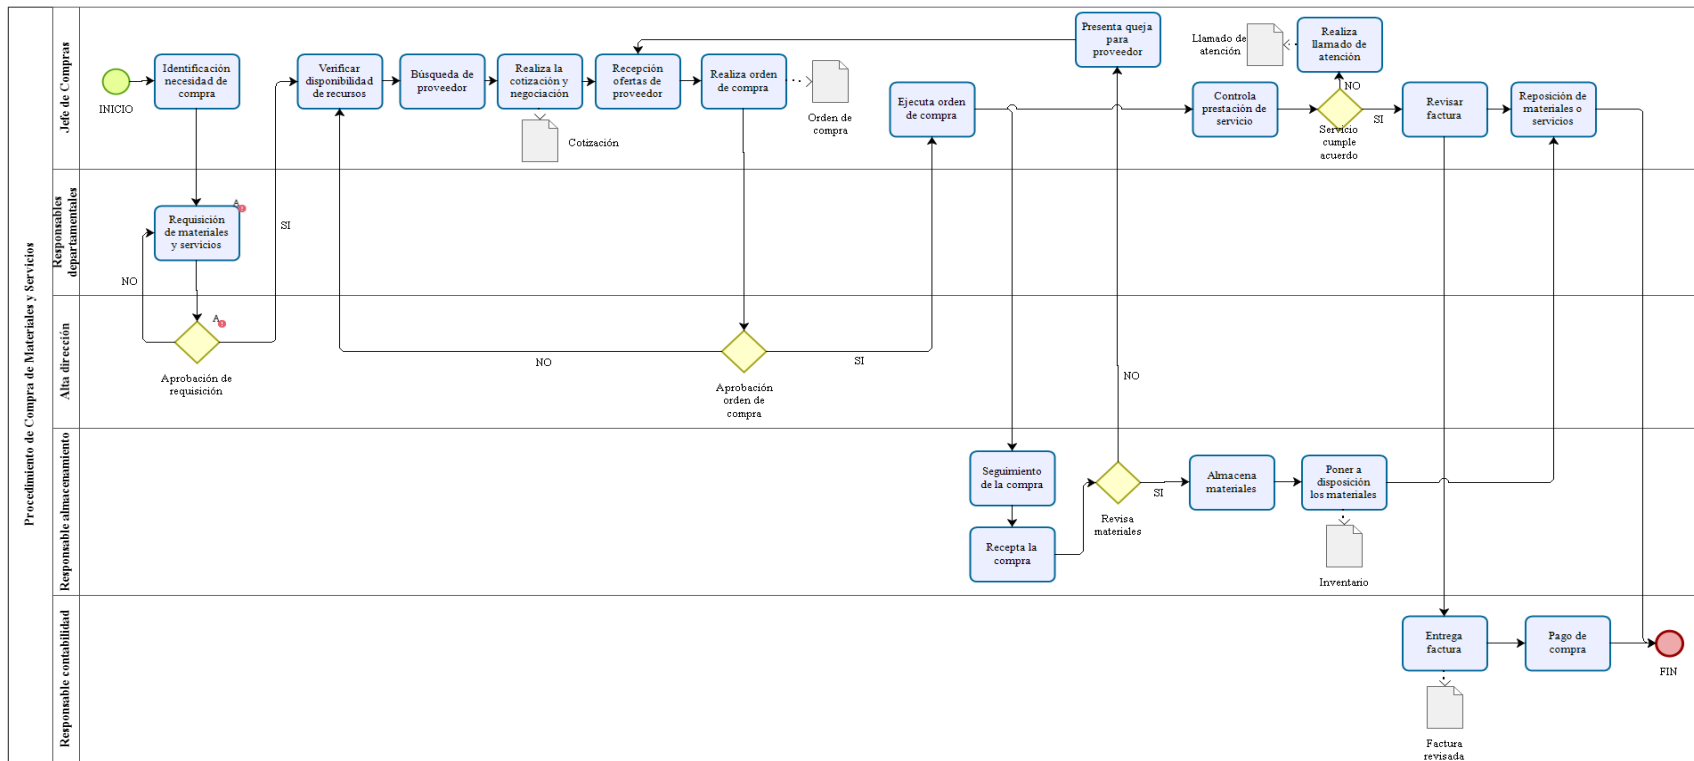 Procedimiento de Compra de Materiales y Servicios
Jefe de Compras
INICIO
Identificación
necesidad de
compra
Verificar
disponibilidad
de recursos
Búsqueda de
proveedor
Realiza la
cotización y
negociación
Cotización
Recepción
ofertas de
proveedor
Realiza orden
de compra
Orden de
compra
Ejecuta orden
de compra
Presenta queja
para
proveedor
Controla
prestación de
servicio
Llamado de
atención
Realiza
llamado de
atención
NO
Servicio
cumple
acuerdo
SI
Revisar
factura
Reposición de
materiales o
servicios
Responsables
departamentales
A
Requisición
de materiales
y servicios
SI
NO
Alta dirección
A
Aprobación de
requisición
NO
Aprobación
orden de
compra
SI
NO
Responsable almacenamiento
Seguimiento
de la compra
Recepta la
compra
Revisa
materiales
SI
Almacena
materiales
Poner a
disposición
los materiales
Inventario
Responsable contabilidad
Entrega
factura
Factura
revisada
Pago de
compra
FIN